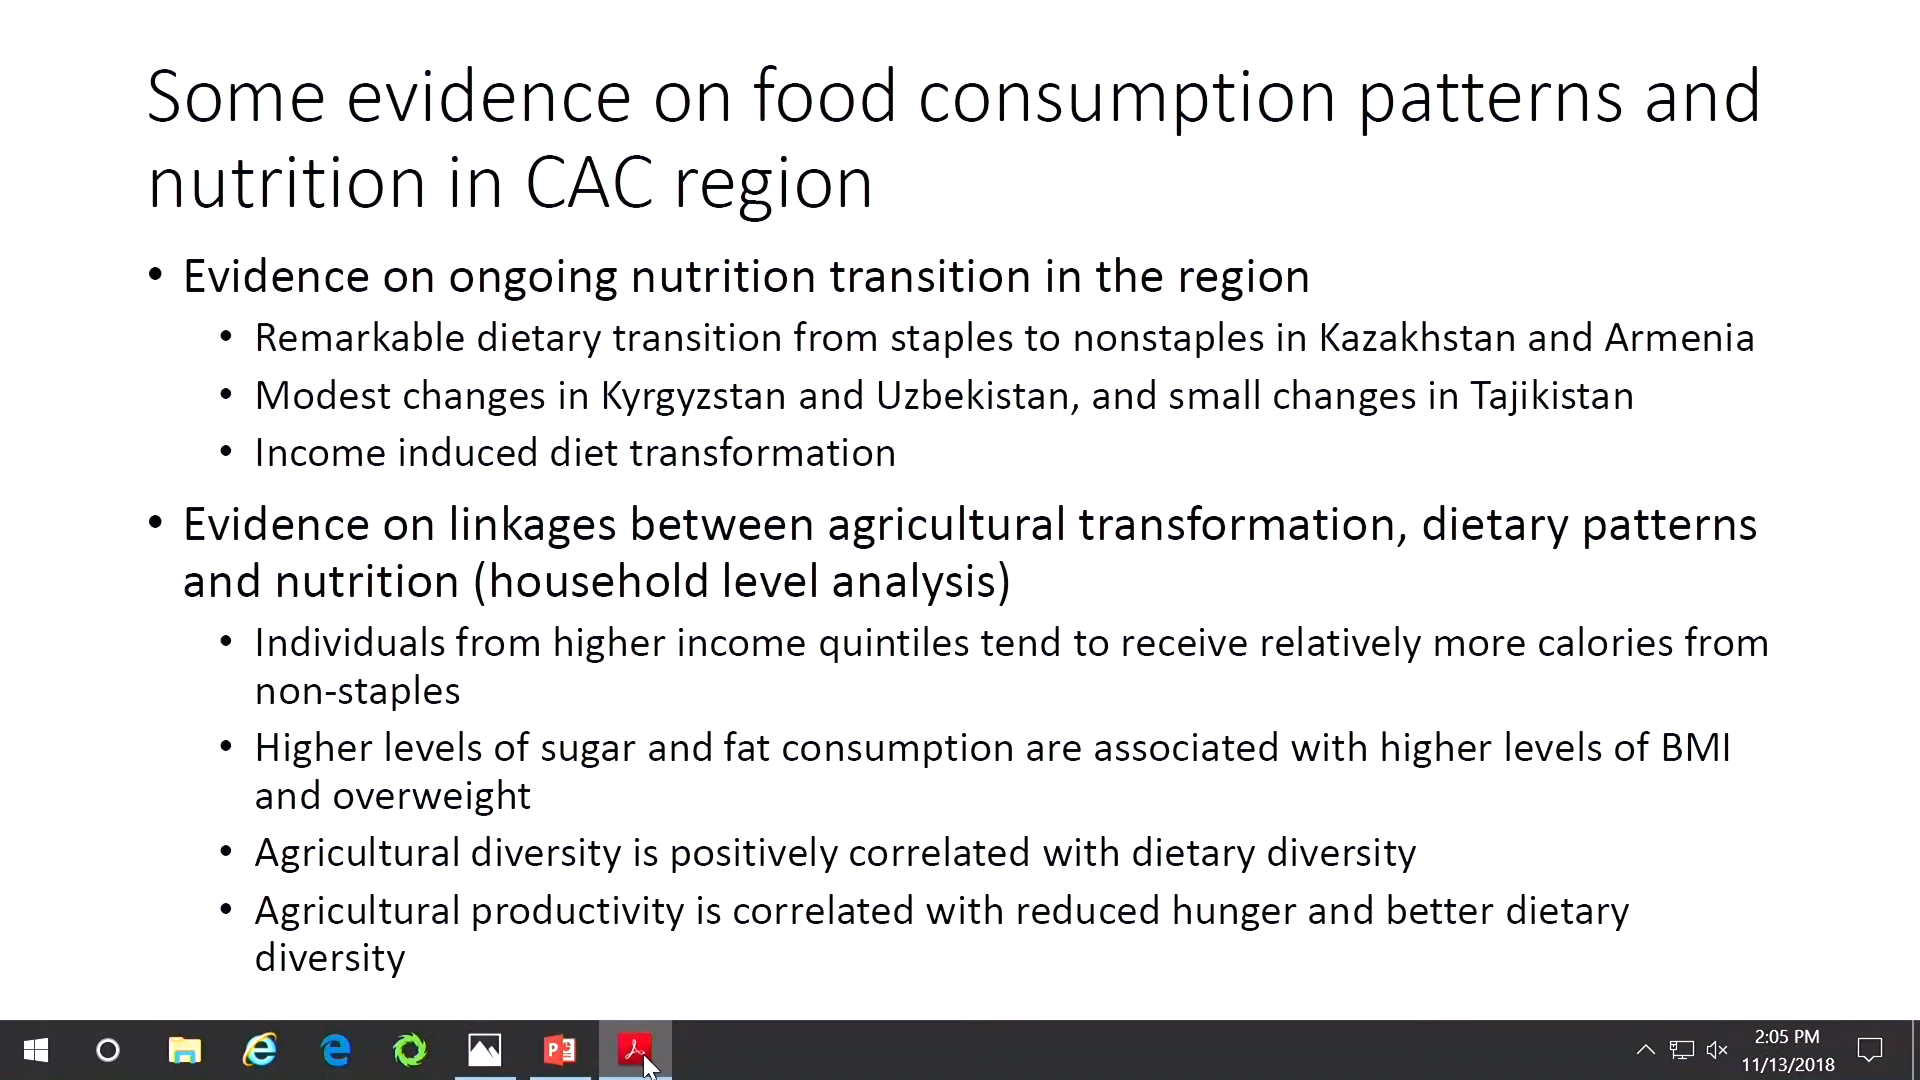 Some evidence on food consumption patterns and
nutrition in CAC region
• Evidence on ongoing nutrition transition in the region
• Remarkable dietary transition from staples to nonstaples in Kazakhstan and Armenia
• Modest changes in Kyrgyzstan and Uzbekistan, and small changes in Tajikistan
• Income induced diet transformation
• Evidence on linkages between agricultural transformation, dietary patterns
and nutrition (household level analysis)
• Individuals from higher income quintiles tend to receive relatively more calories from
non-staples
• Higher levels of sugar and fat consumption are associated with higher levels of BMI
and overweight
• Agricultural diversity is positively correlated with dietary diversity
• Agricultural productivity is correlated with reduced hunger and better dietary
diversity
2:05 PM
11/13/2018